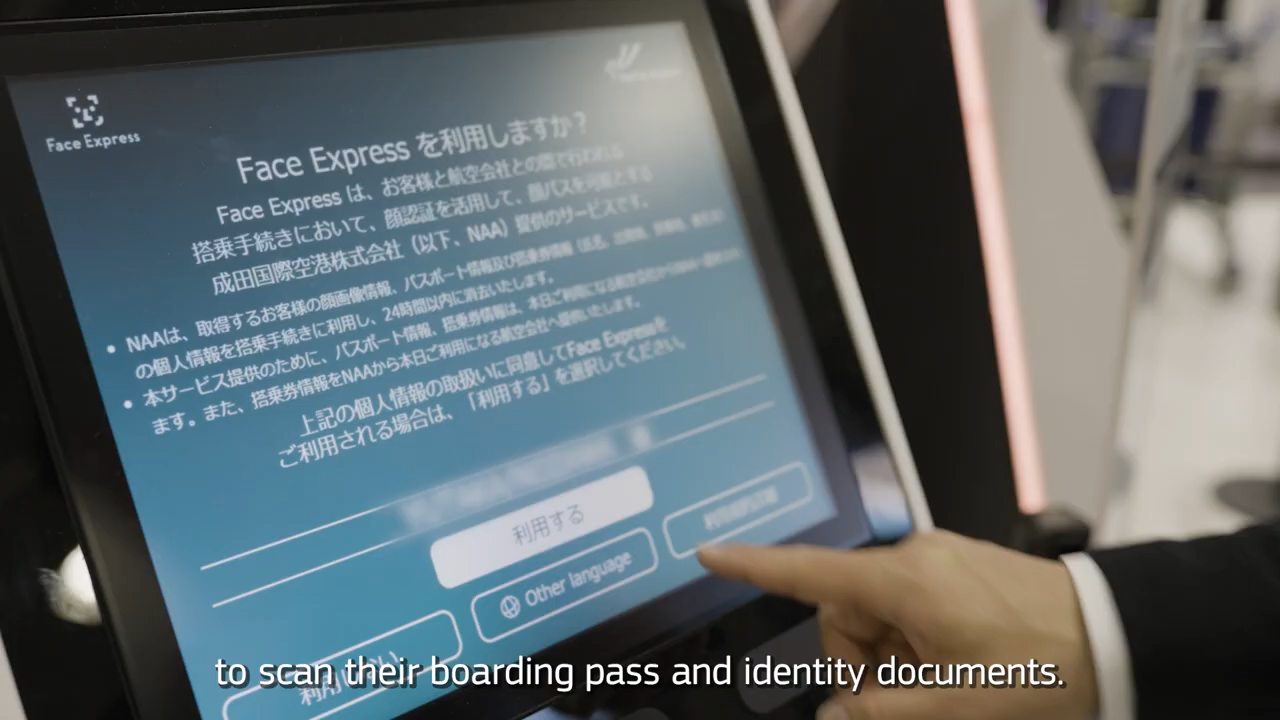 Face Express
Face Express を利用しますか？
Face Express は、お客様と航空会社との間で行われる
搭乗手続きにおいて、顔認証を活用して、顔パスを可能とする
成田国際空港株式会社（以下、NAA）提供のサービスです。
• NAAは、取得するお客様の顔画像情報、パスポート情報及び搭乗券情報
の個人情報を搭乗手続きに利用し、24時間以内に消去いたします。
• 本サービス提供のために、パスポート情報、搭乗券情報は、本日ご利用になる航空会社から
ます。また、搭乗券情報をNAAから本日ご利用になる航空会社へ提供いたします。
上記の個人情報の取扱いに同意してFace Expressを
ご利用される場合は、「利用する」を選択してください。
利用する
Other language
to scan their boarding pass and identity documents.